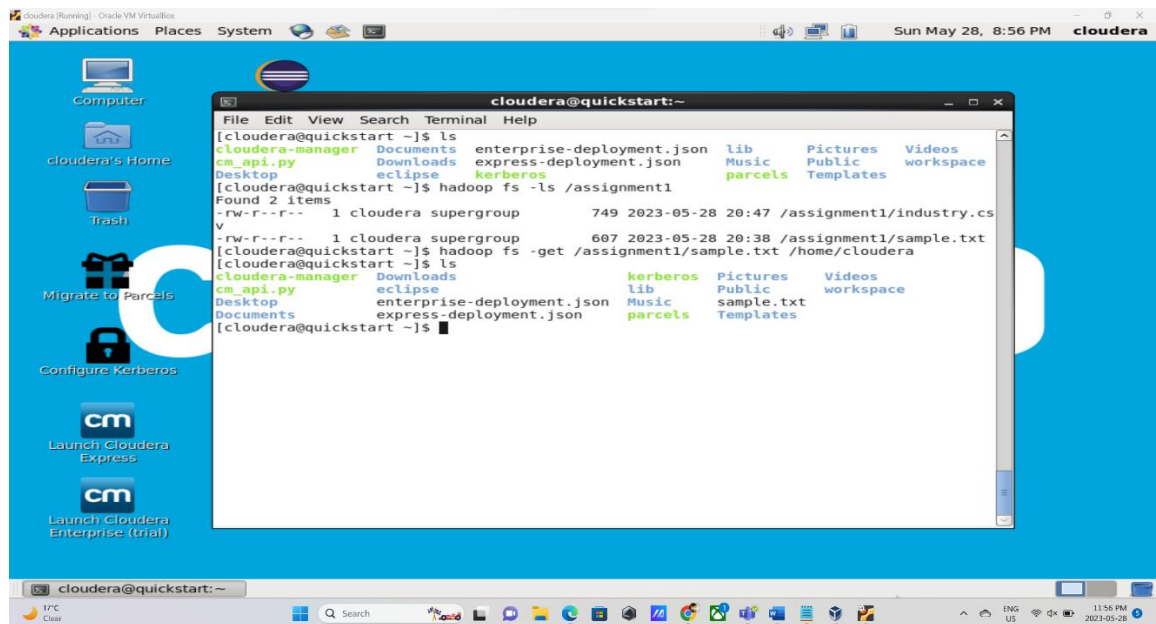 cloudera [Running] - Oracle VM VirtualBox
Applications Places System Sun May 28, 8:56 PM cloudera
Computer
cloudera's Home
Trash
Migrate to Parcels
Configure Kerberos
cm
Launch Cloudera
Express
cm
Launch Cloudera
Enterprise (trial)
cloudera@quickstart:~
File Edit View Search Terminal Help
[cloudera@quickstart ~]$ ls
cloudera-manager Documents enterprise-deployment.json lib Pictures Videos
cm_api.py Downloads express-deployment.json Music Public workspace
Desktop eclipse kerberos parcels Templates
[cloudera@quickstart ~]$ hadoop fs -ls /assignment1
Found 2 items
-rw-r--r-- 1 cloudera supergroup 749 2023-05-28 20:47 /assignment1/industry.cs
v
-rw-r--r-- 1 cloudera supergroup 607 2023-05-28 20:38 /assignment1/sample.txt
[cloudera@quickstart ~]$ hadoop fs -get /assignment1/sample.txt /home/cloudera
[cloudera@quickstart ~]$ ls
cloudera-manager Downloads kerberos Pictures Videos
cm_api.py eclipse lib Public workspace
Desktop enterprise-deployment.json Music sample.txt
Documents express-deployment.json parcels Templates
[cloudera@quickstart ~]$
cloudera@quickstart:~
17°C
Clear
Search
ENG
US
11:56 PM
2023-05-28
5